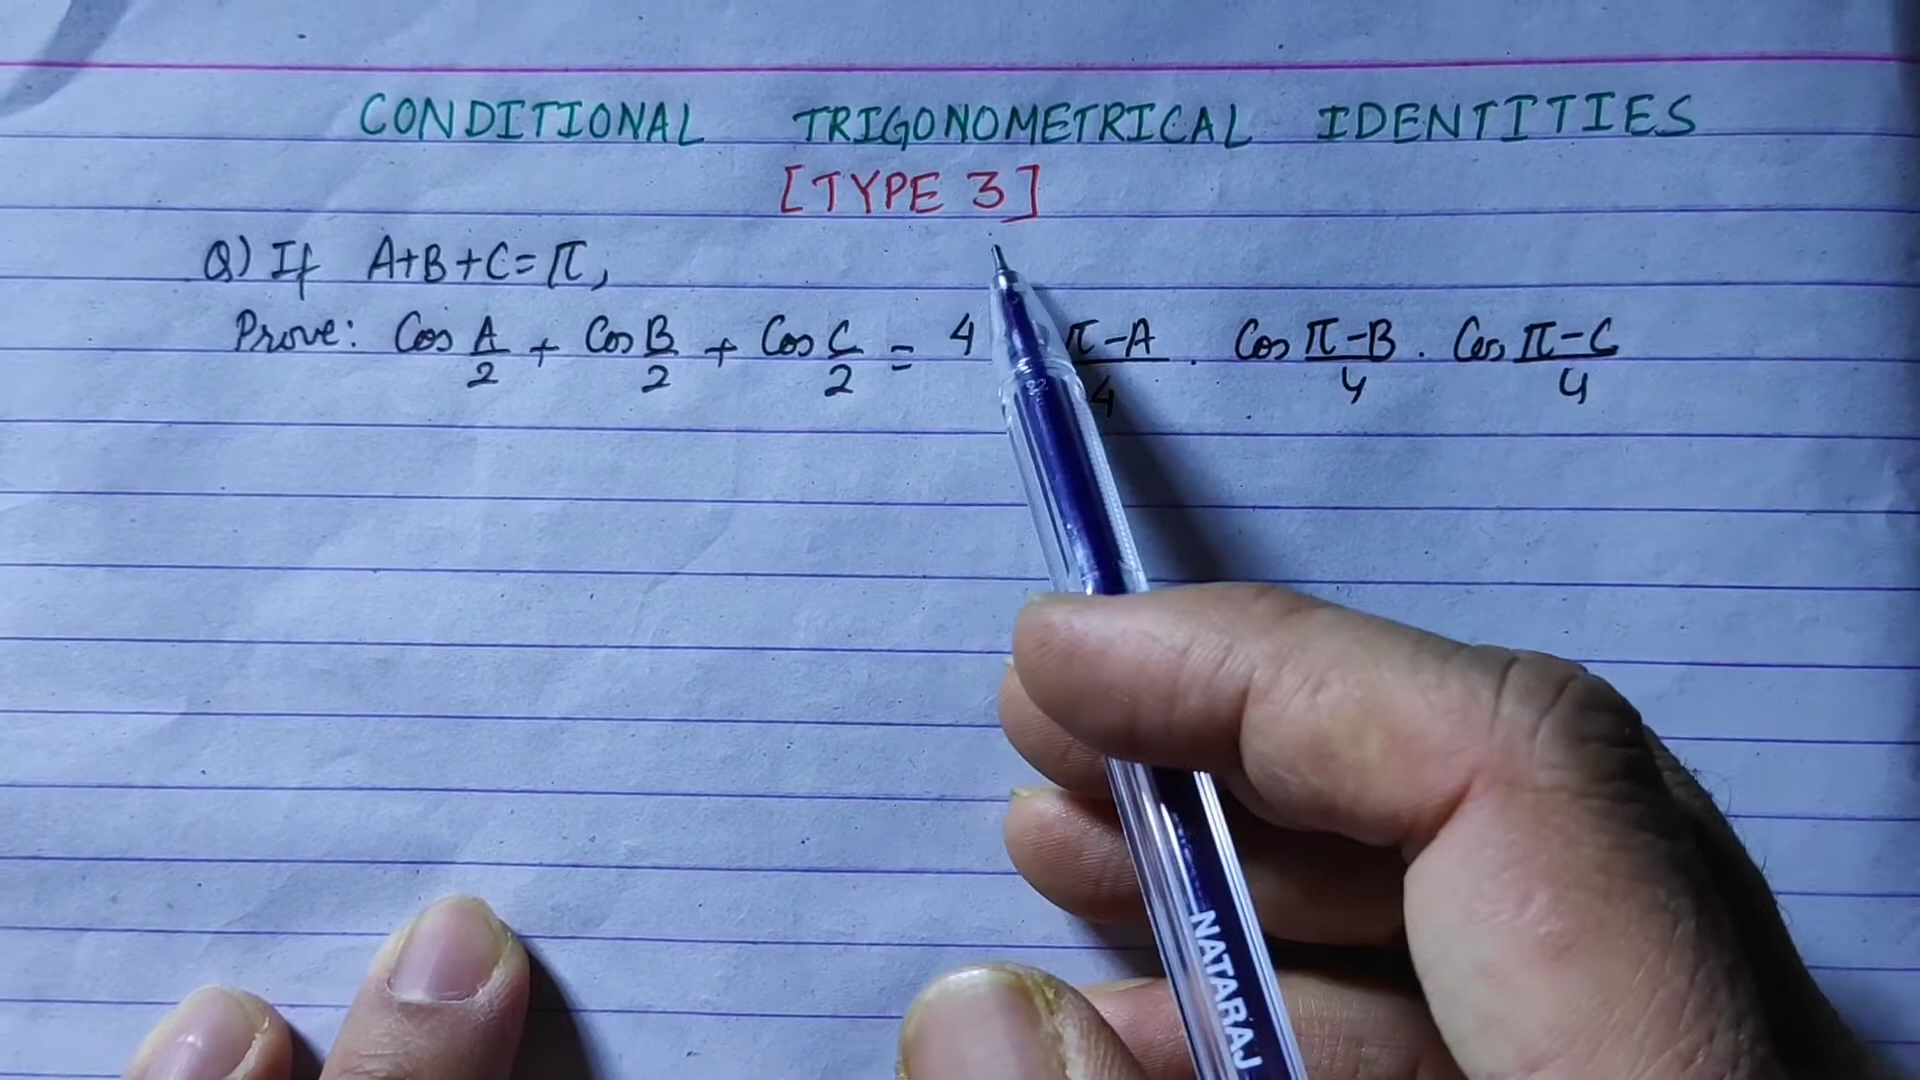 CONDITIONAL TRIGONOMETRICAL IDENTITIES
[TYPE 3]
Q) If A+B+C=π,
Prove: Cos A/2 + Cos B/2 + Cos C/2 = 4 π-A/4 . Cos π-B/4 . Cos π-C/4
NATARAJ